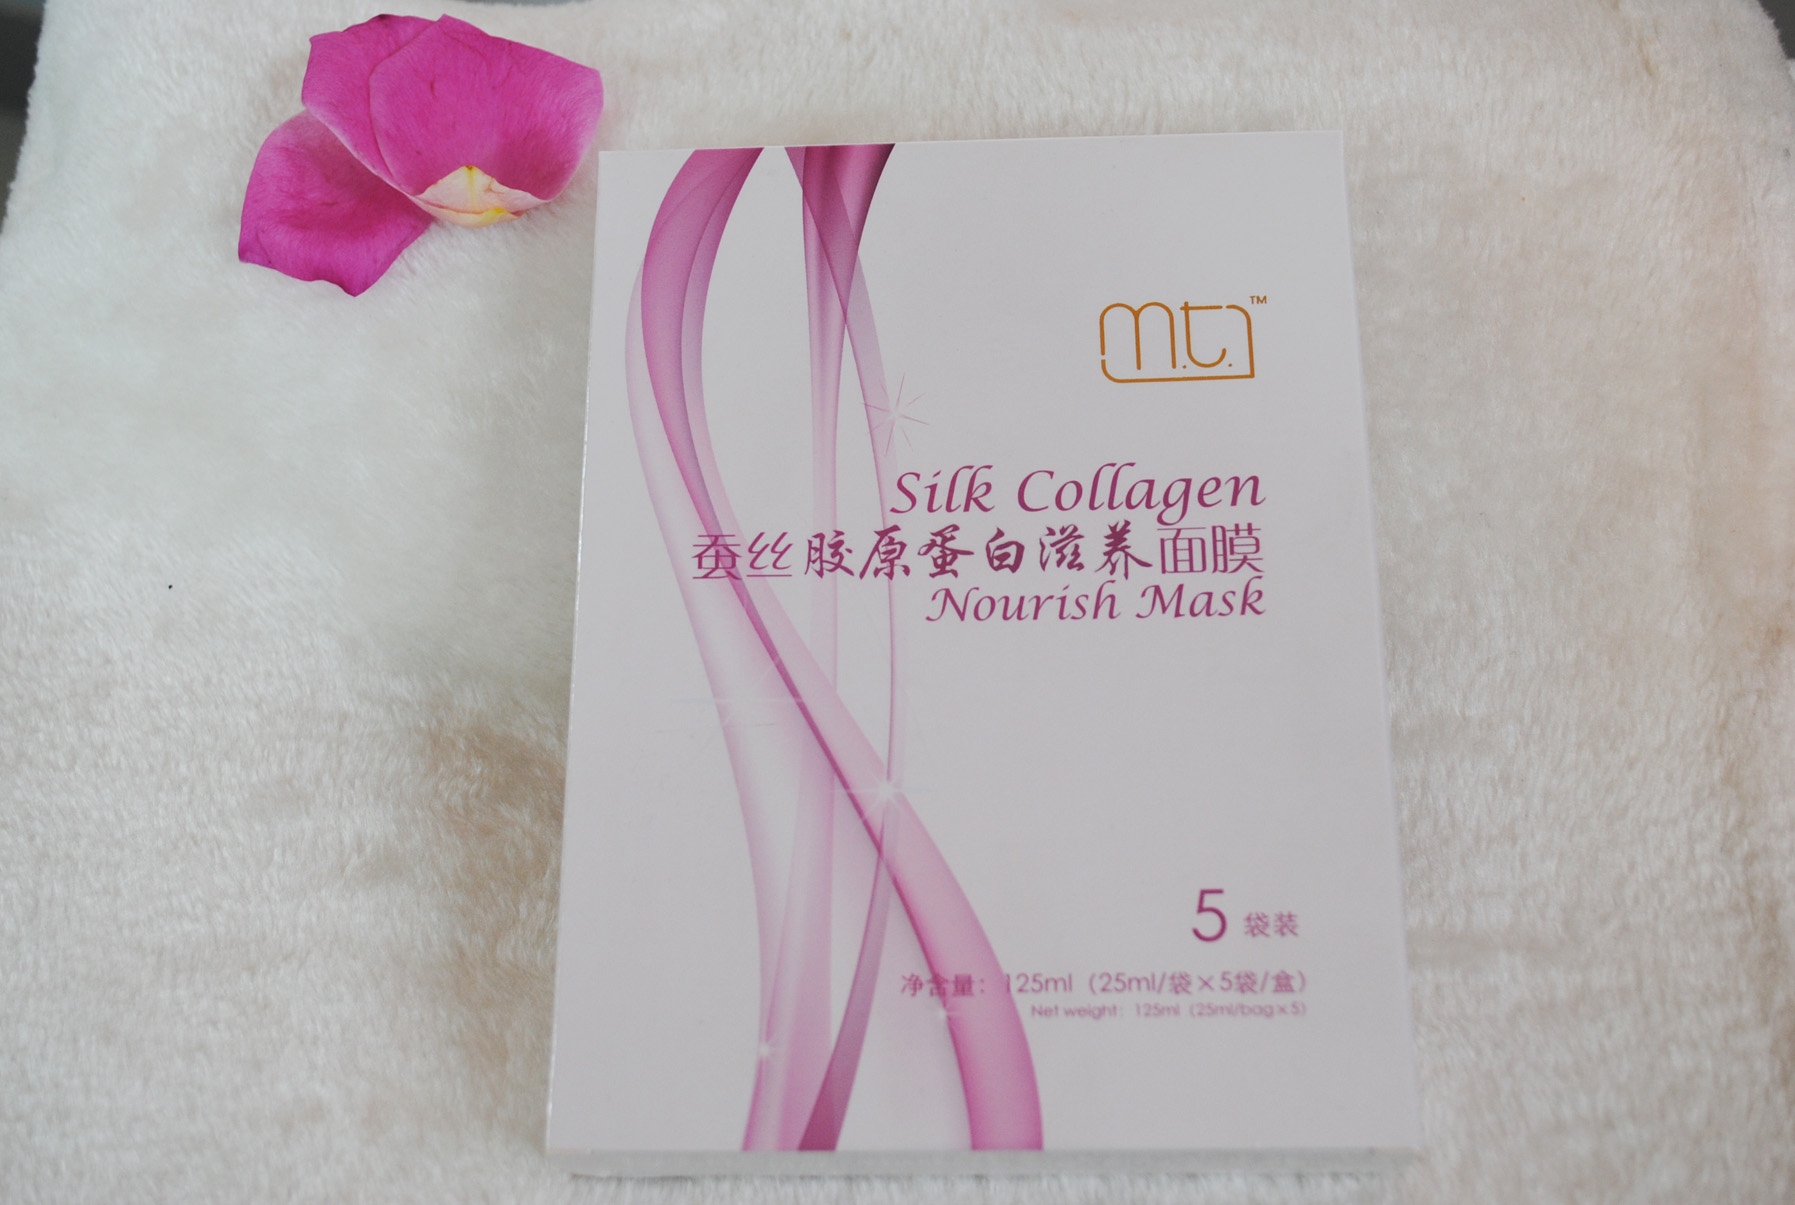 m.t.™
Silk Collagen
蚕丝胶原蛋白滋养面膜
Nourish Mask
5 袋装
净含量：125ml（25ml/袋×5袋/盒）
Net weight：125ml（25ml/bag×5）